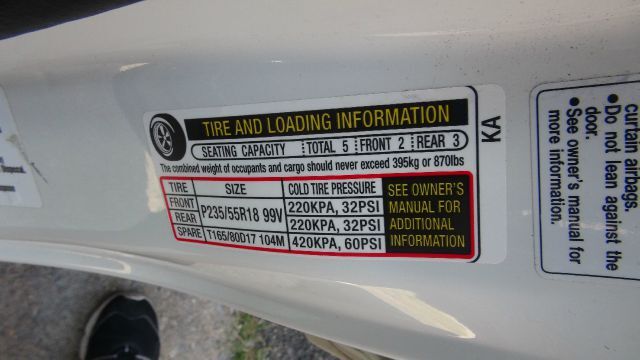 TIRE AND LOADING INFORMATION
SEATING CAPACITY TOTAL 5 FRONT 2 REAR 3
The combined weight of occupants and cargo should never exceed 395kg or 870lbs
TIRE SIZE COLD TIRE PRESSURE
FRONT P235/55R18 99V 220KPA, 32PSI
REAR 220KPA, 32PSI
SPARE T165/80D17 104M 420KPA, 60PSI
SEE OWNER'S
MANUAL FOR
ADDITIONAL
INFORMATION
KA
curtain airbags.
•Do not lean against the
door.
•See owner's manual for
more information.